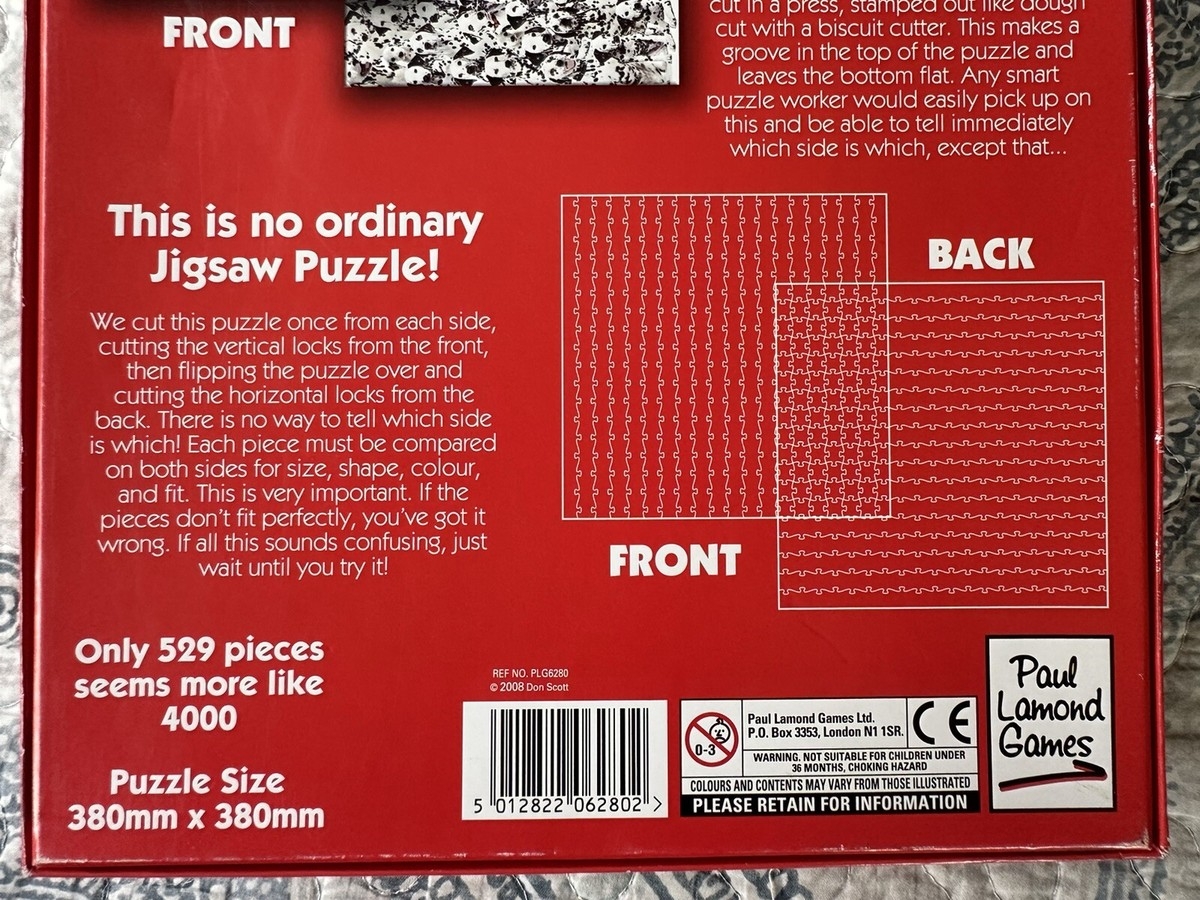 FRONT
cut in a press, stamped out like dough
cut with a biscuit cutter. This makes a
groove in the top of the puzzle and
leaves the bottom flat. Any smart
puzzle worker would easily pick up on
this and be able to tell immediately
which side is which, except that...
This is no ordinary
Jigsaw Puzzle!
We cut this puzzle once from each side,
cutting the vertical locks from the front,
then flipping the puzzle over and
cutting the horizontal locks from the
back. There is no way to tell which side
is which! Each piece must be compared
on both sides for size, shape, colour,
and fit. This is very important. If the
pieces don't fit perfectly, you've got it
wrong. If all this sounds confusing, just
wait until you try it!
BACK
FRONT
Only 529 pieces
seems more like
4000
Puzzle Size
380mm x 380mm
REF NO. PLG6280
© 2008 Don Scott
5 012822 062802 >
0-3
Paul Lamond Games Ltd.
P.O. Box 3353, London N1 1SR.
CE
WARNING. NOT SUITABLE FOR CHILDREN UNDER
36 MONTHS, CHOKING HAZARD
COLOURS AND CONTENTS MAY VARY FROM THOSE ILLUSTRATED
PLEASE RETAIN FOR INFORMATION
Paul
Lamond
Games